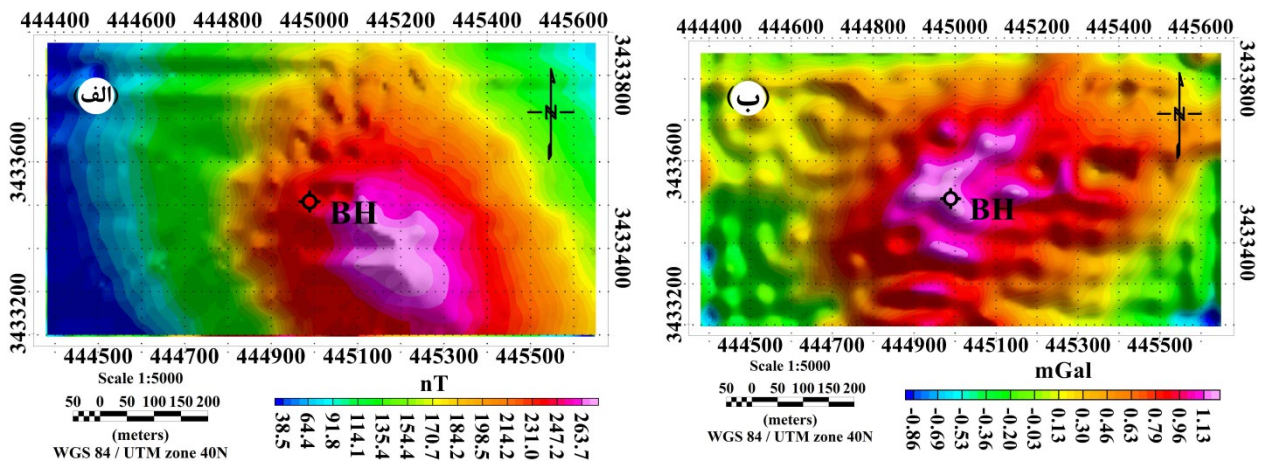 444400 444600 444800 445000 445200 445400 445600
الف
N
3433800
3433600
BH
3433400
3433200
444500 444700 444900 445100 445300 445500
Scale 1:5000
50 0 50 100 150 200
(meters)
WGS 84 / UTM zone 40N
nT
38.5 64.4 91.8 114.1 135.4 154.4 170.7 184.2 198.5 214.2 231.0 247.2 263.7
444400 444600 444800 445000 445200 445400 445600
ب
N
3433800
3433600
BH
3433400
3433200
444500 444700 444900 445100 445300 445500
Scale 1:5000
50 0 50 100 150 200
(meters)
WGS 84 / UTM zone 40N
mGal
-0.86 -0.69 -0.53 -0.36 -0.20 -0.03 0.13 0.30 0.46 0.63 0.79 0.96 1.13